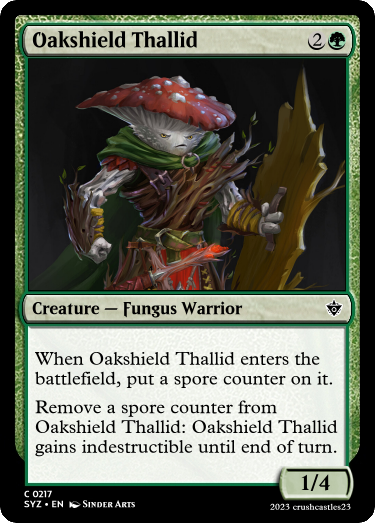 Oakshield Thallid 2
Creature — Fungus Warrior
When Oakshield Thallid enters the
battlefield, put a spore counter on it.
Remove a spore counter from
Oakshield Thallid: Oakshield Thallid
gains indestructible until end of turn.
1/4
C 0217
SYZ • EN Sinder Arts
2023 crushcastles23